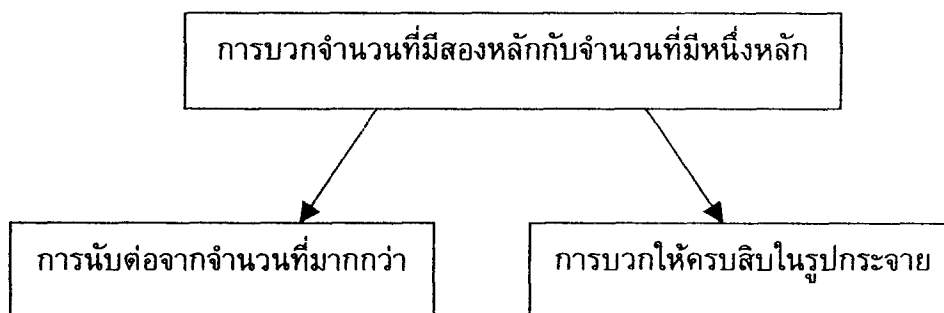 การบวกจำนวนที่มีสองหลักกับจำนวนที่มีหนึ่งหลัก
การนับต่อจากจำนวนที่มากกว่า
การบวกให้ครบสิบในรูปกระจาย